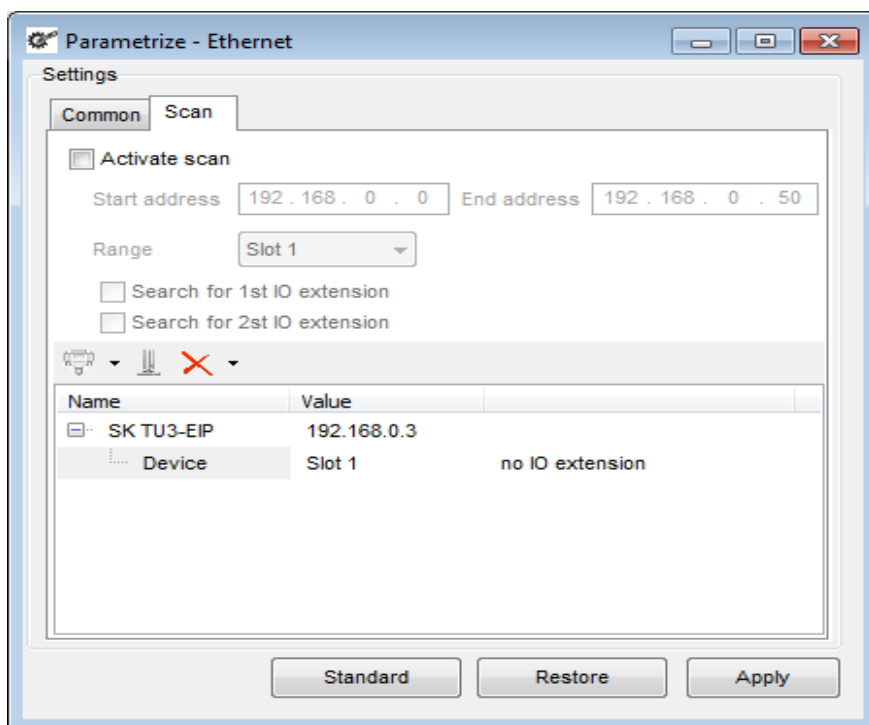 Parametrize - Ethernet
Settings
Common Scan
Activate scan
Start address 192 . 168 . 0 . 0 End address 192 . 168 . 0 . 50
Range Slot 1
Search for 1st IO extension
Search for 2st IO extension
Name Value
SK TU3-EIP 192.168.0.3
Device Slot 1 no IO extension
Standard Restore Apply